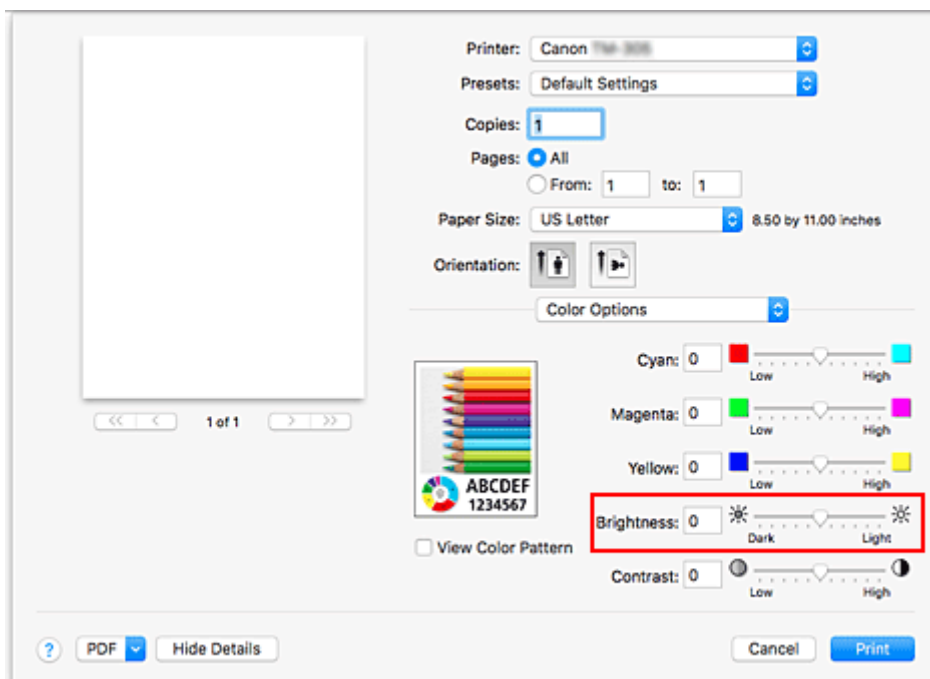 Printer: Canon
Presets: Default Settings
Copies: 1
Pages: All
From: 1 to: 1
Paper Size: US Letter 8.50 by 11.00 inches
Orientation:
Color Options
Cyan: 0
Low High
Magenta: 0
Low High
Yellow: 0
Low High
Brightness: 0
Dark Light
Contrast: 0
Low High
<< < 1 of 1 > >>
ABCDEF
1234567
View Color Pattern
? PDF Hide Details Cancel Print